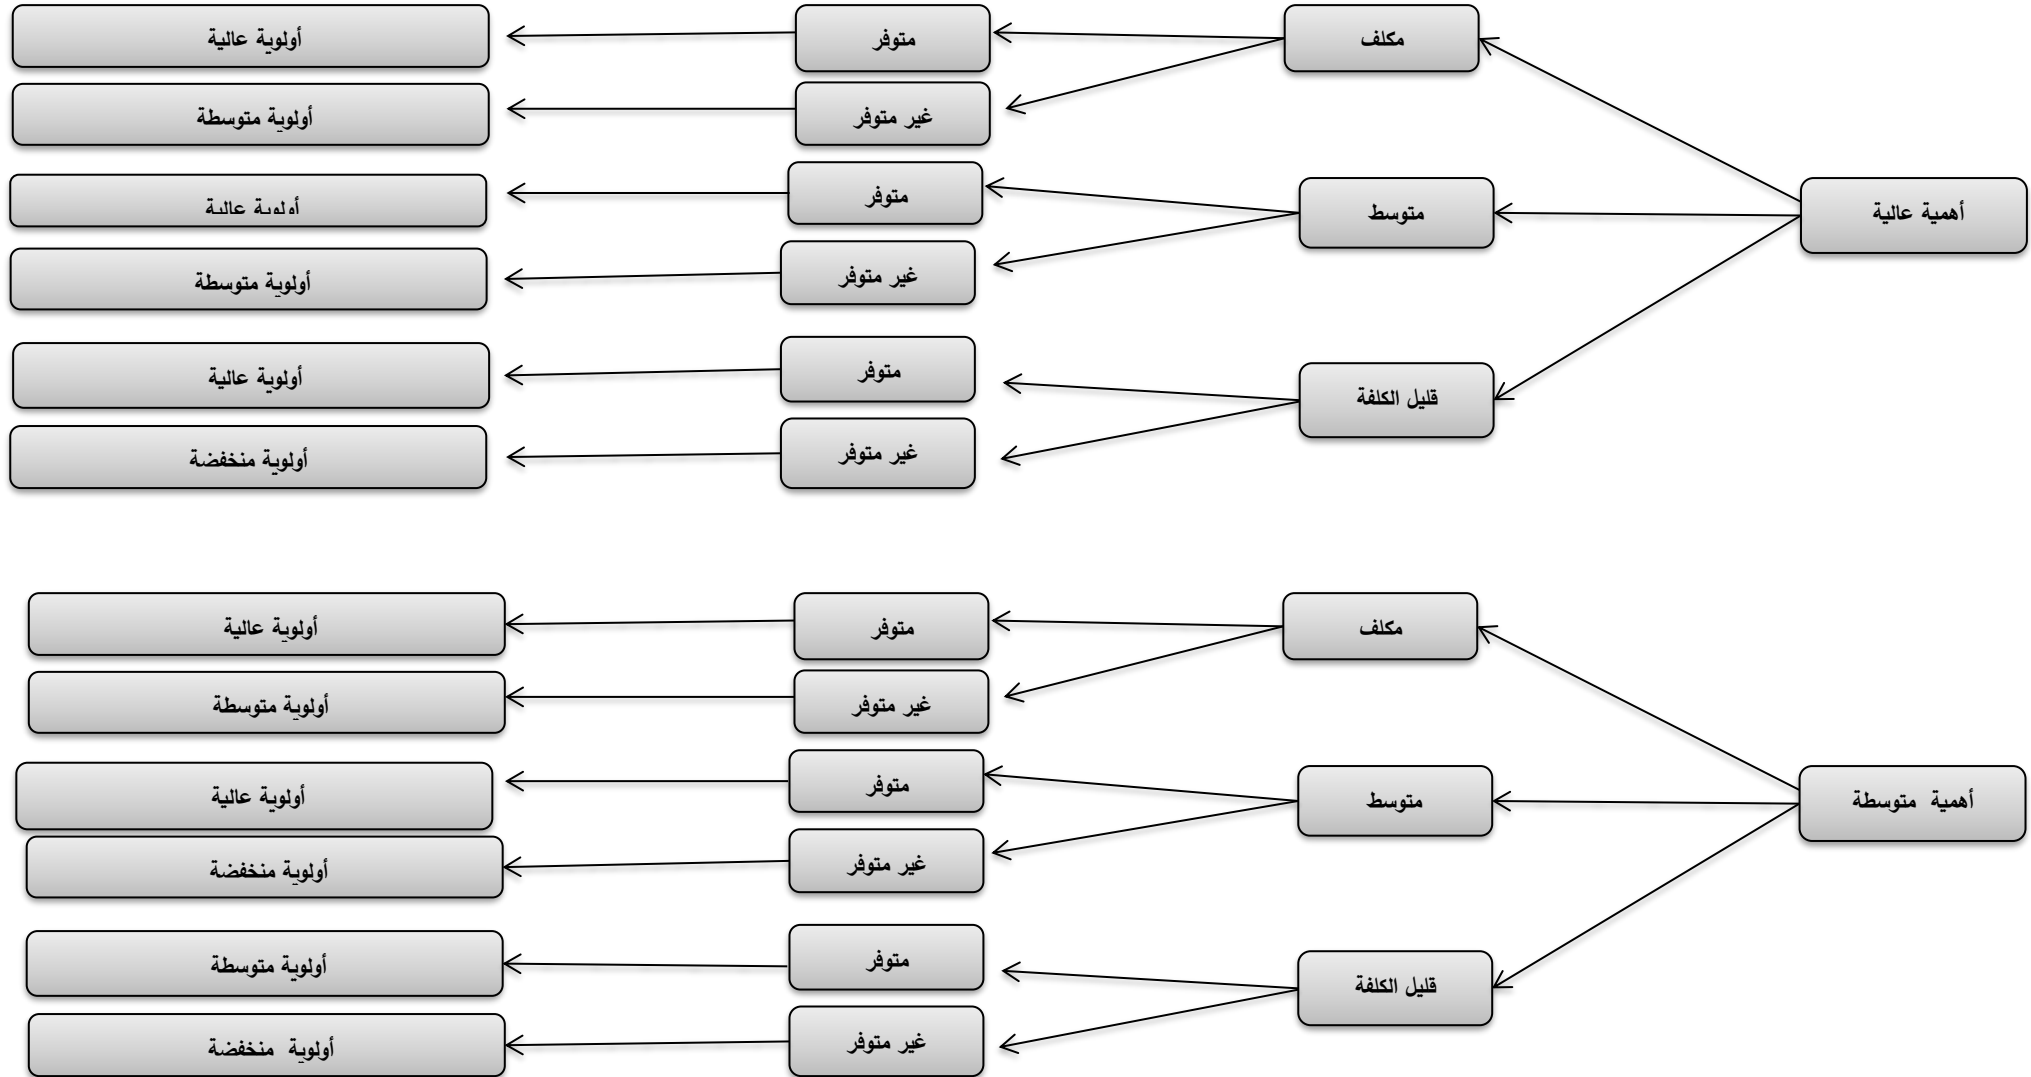 أولوية عالية
متوفر
مكلف
أولوية متوسطة
غير متوفر
أولوية عالية
متوفر
متوسط
أهمية عالية
أولوية متوسطة
غير متوفر
أولوية عالية
متوفر
قليل الكلفة
أولوية منخفضة
غير متوفر
أولوية عالية
متوفر
مكلف
أولوية متوسطة
غير متوفر
أولوية عالية
متوفر
متوسط
أهمية متوسطة
أولوية منخفضة
غير متوفر
أولوية متوسطة
متوفر
قليل الكلفة
أولوية منخفضة
غير متوفر